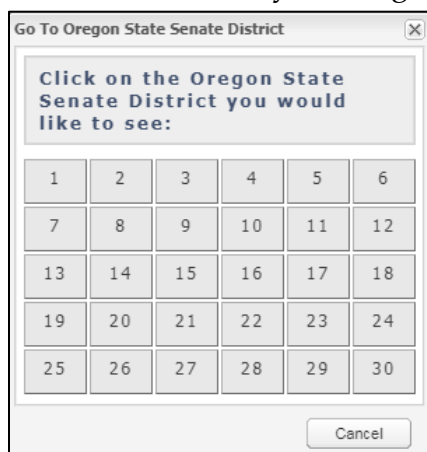 Go To Oregon State Senate District
Click on the Oregon State
Senate District you would
like to see:
1 2 3 4 5 6
7 8 9 10 11 12
13 14 15 16 17 18
19 20 21 22 23 24
25 26 27 28 29 30
Cancel